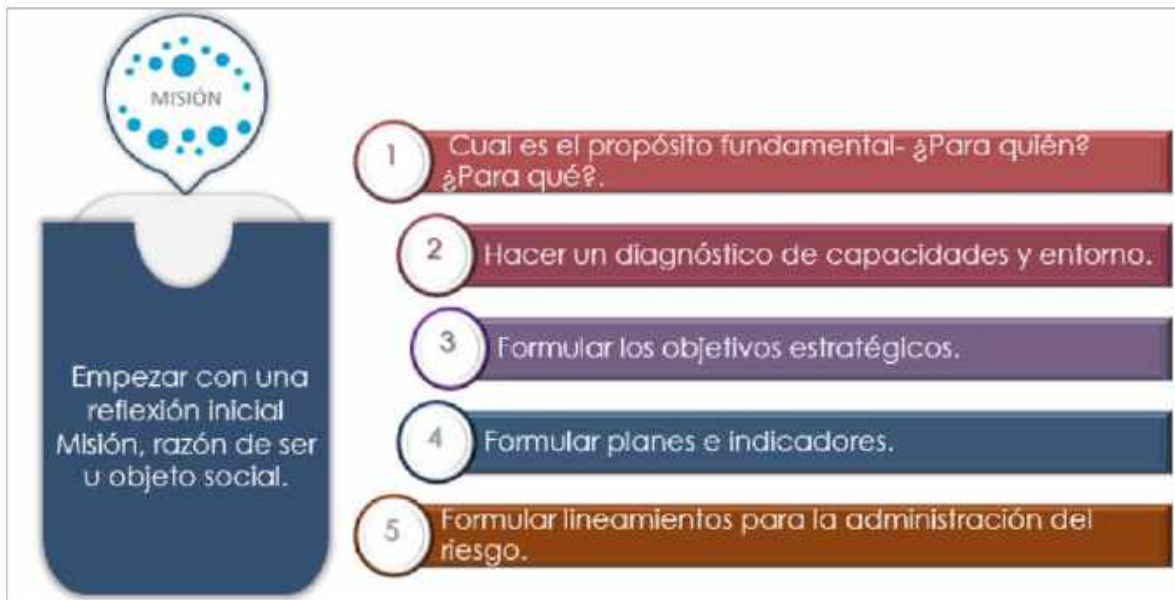 MISIÓN
Empezar con una
reflexión inicial
Misión, razón de ser
u objeto social.
1
Cual es el propósito fundamental- ¿Para quién?
¿Para qué?.
2
Hacer un diagnóstico de capacidades y entorno.
3
Formular los objetivos estratégicos.
4
Formular planes e indicadores.
5
Formular lineamientos para la administración del
riesgo.